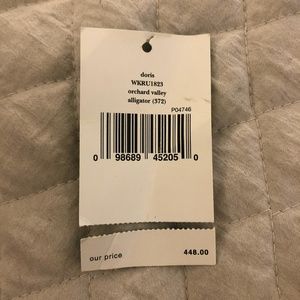 doris
WKRU1823
orchard valley
alligator (372)
P04746
0 98689 45205 0
our price 448.00